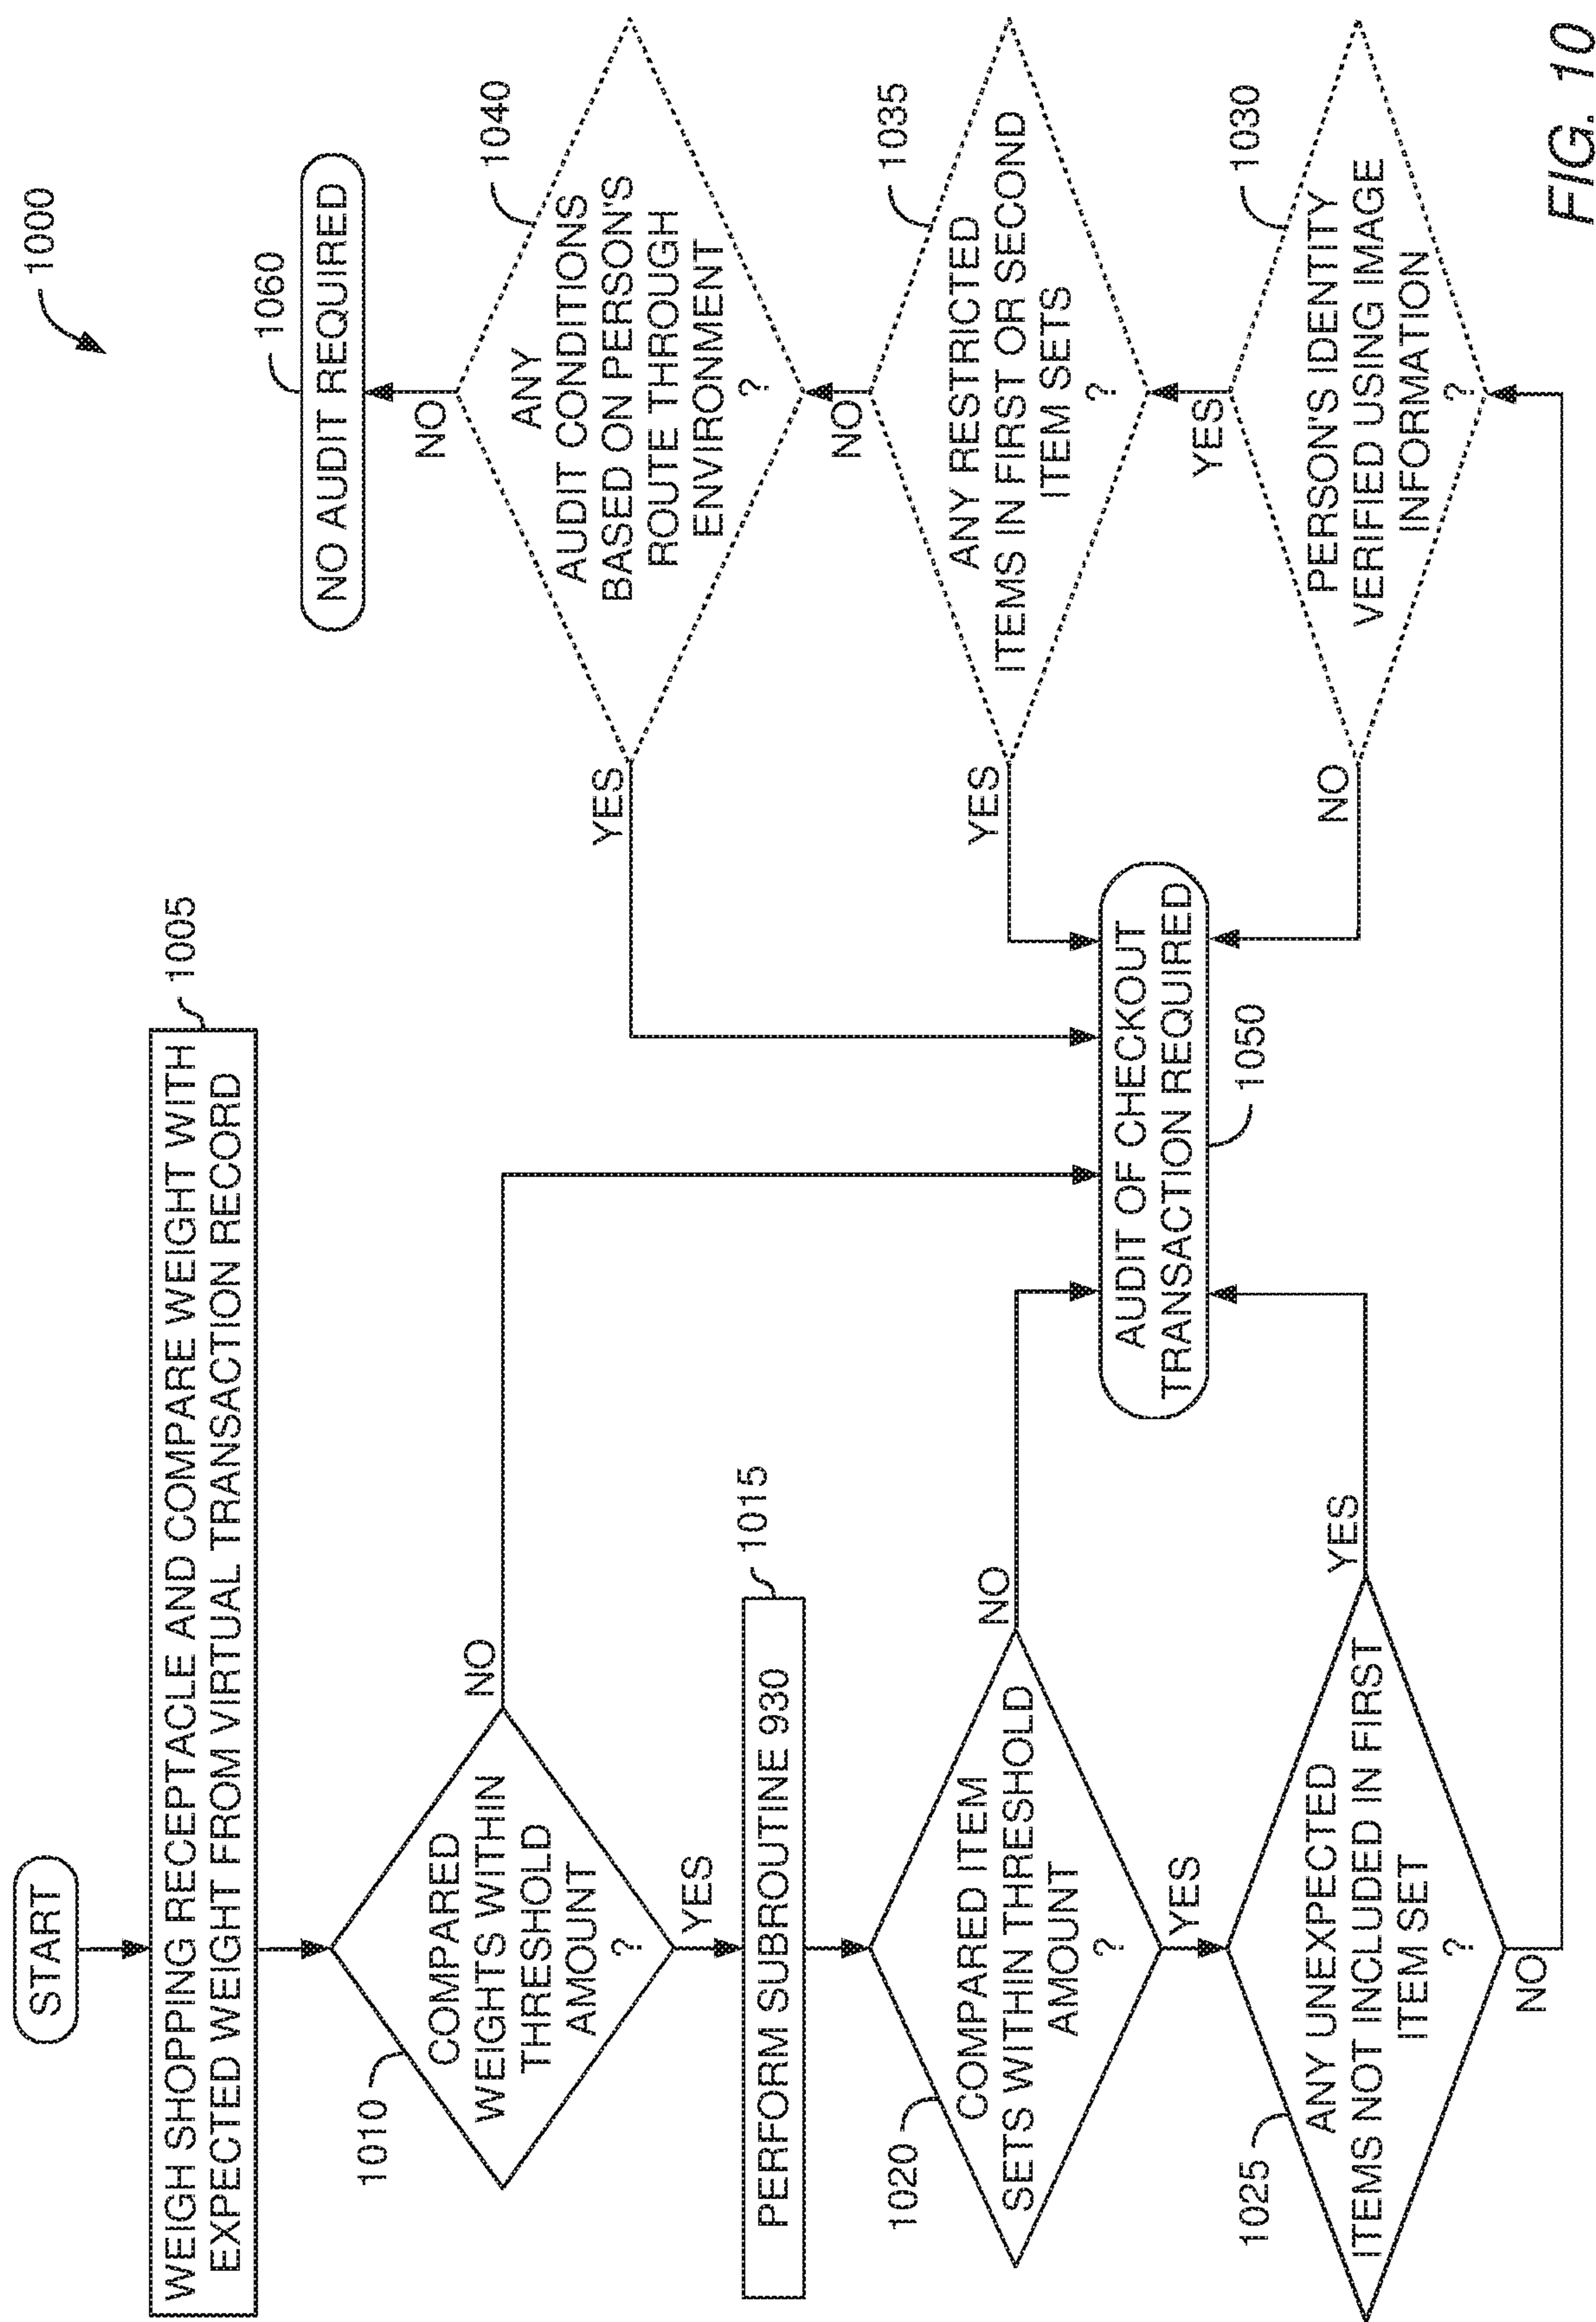 1000
START
WEIGH SHOPPING RECEPTACLE AND COMPARE WEIGHT WITH
EXPECTED WEIGHT FROM VIRTUAL TRANSACTION RECORD
1005
1010
COMPARED
WEIGHTS WITHIN
THRESHOLD
AMOUNT
?
NO
YES
PERFORM SUBROUTINE 930
1015
1020
COMPARED ITEM
SETS WITHIN THRESHOLD
AMOUNT
?
NO
YES
1025
ANY UNEXPECTED
ITEMS NOT INCLUDED IN FIRST
ITEM SET
?
YES
NO
AUDIT OF CHECKOUT
TRANSACTION REQUIRED
1050
1060
NO AUDIT REQUIRED
NO
1040
ANY
AUDIT CONDITIONS
BASED ON PERSON'S
ROUTE THROUGH
ENVIRONMENT
?
YES
NO
1035
ANY RESTRICTED
ITEMS IN FIRST OR SECOND
ITEM SETS
?
YES
YES
1030
PERSON'S IDENTITY
VERIFIED USING IMAGE
INFORMATION
?
NO
FIG. 10